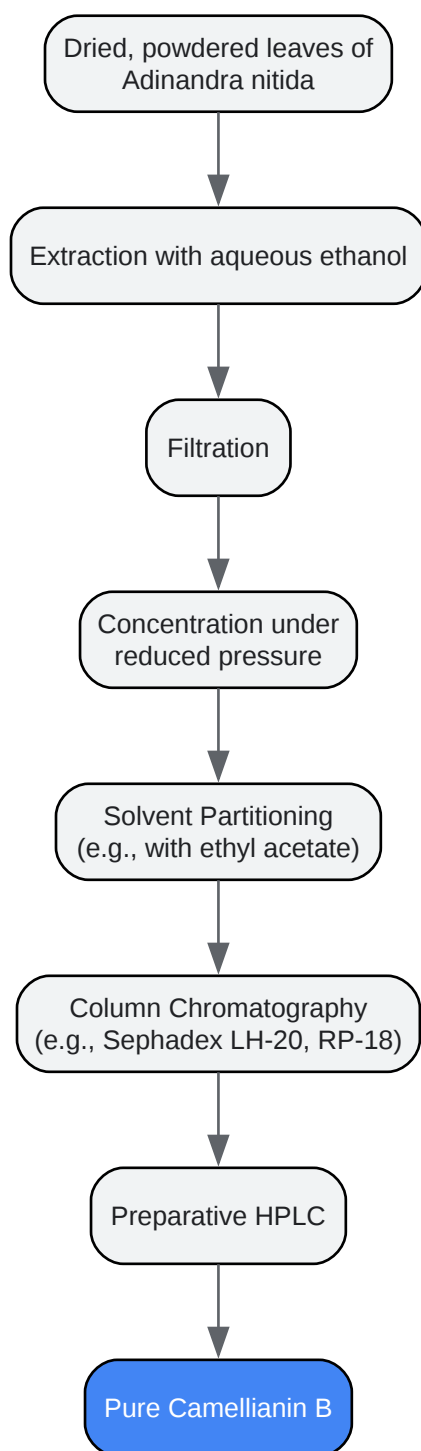 Dried, powdered leaves of
Adinandra nitida
Extraction with aqueous ethanol
Filtration
Concentration under
reduced pressure
Solvent Partitioning
(e.g., with ethyl acetate)
Column Chromatography
(e.g., Sephadex LH-20, RP-18)
Preparative HPLC
Pure Camellianin B